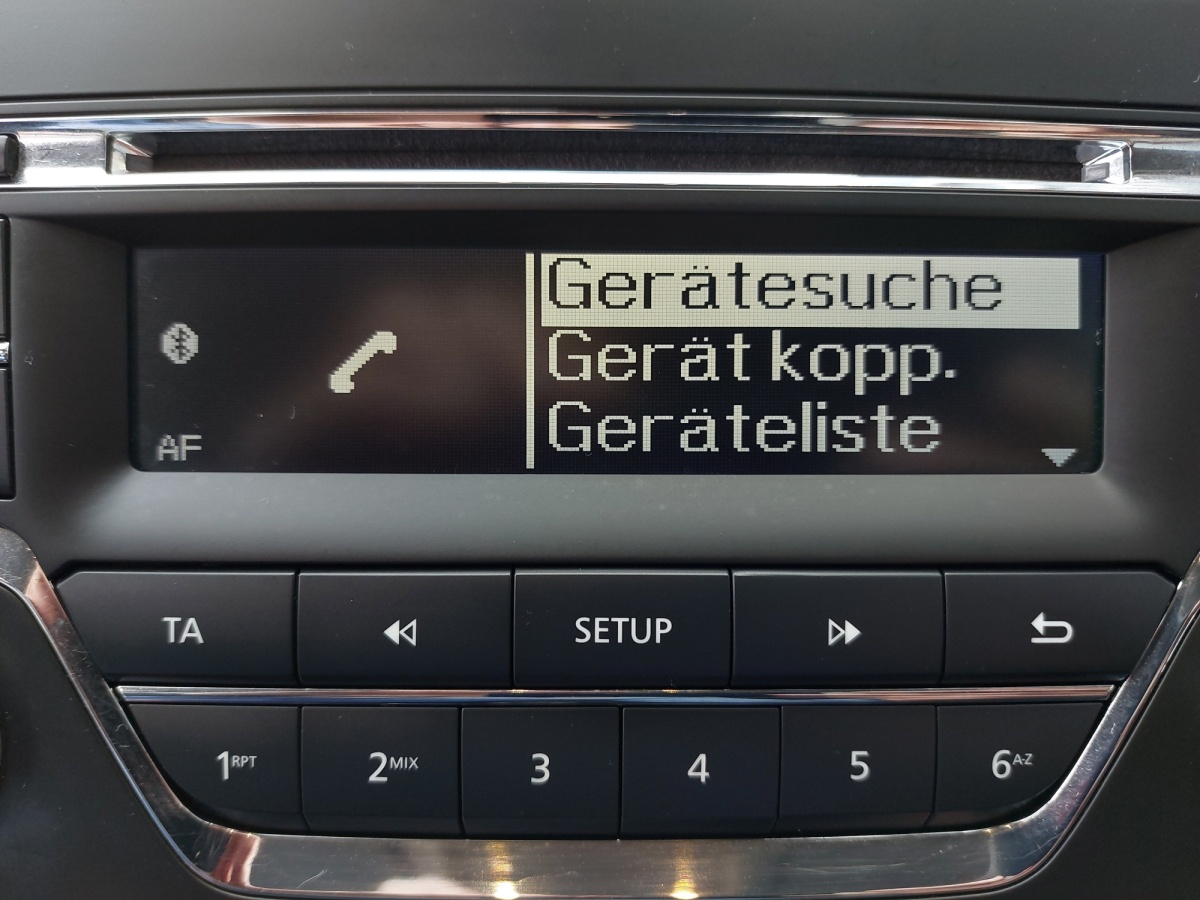 Gerätesuche
Gerät kopp.
Geräteliste
AF
TA
SETUP
1RPT
2MIX
3
4
5
6A-Z